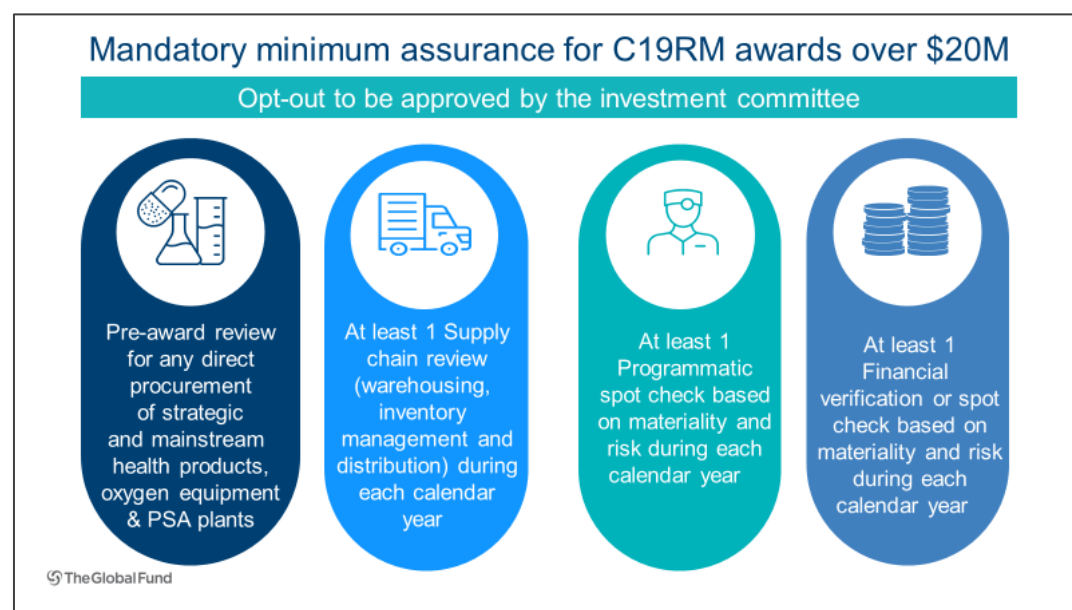 Mandatory minimum assurance for C19RM awards over $20M
Opt-out to be approved by the investment committee
Pre-award review
for any direct
procurement
of strategic
and mainstream
health products,
oxygen equipment
& PSA plants
At least 1 Supply
chain review
(warehousing,
inventory
management and
distribution) during
each calendar
year
At least 1
Programmatic
spot check based
on materiality and
risk during each
calendar year
At least 1
Financial
verification or spot
check based on
materiality and risk
during each
calendar year
TheGlobalFund